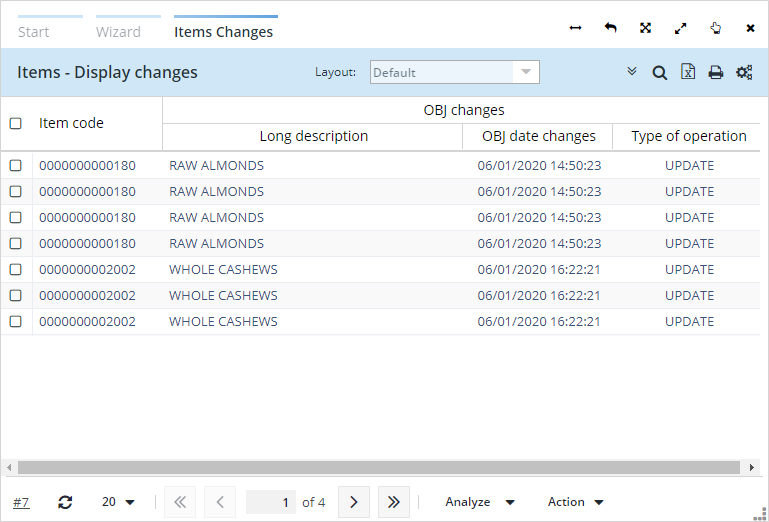 Start Wizard Items Changes
Items - Display changes Layout: Default
Item code OBJ changes
Long description OBJ date changes Type of operation
0000000000180 RAW ALMONDS 06/01/2020 14:50:23 UPDATE
0000000000180 RAW ALMONDS 06/01/2020 14:50:23 UPDATE
0000000000180 RAW ALMONDS 06/01/2020 14:50:23 UPDATE
0000000000180 RAW ALMONDS 06/01/2020 14:50:23 UPDATE
0000000002002 WHOLE CASHEWS 06/01/2020 16:22:21 UPDATE
0000000002002 WHOLE CASHEWS 06/01/2020 16:22:21 UPDATE
0000000002002 WHOLE CASHEWS 06/01/2020 16:22:21 UPDATE
#7 20 1 of 4 Analyze Action